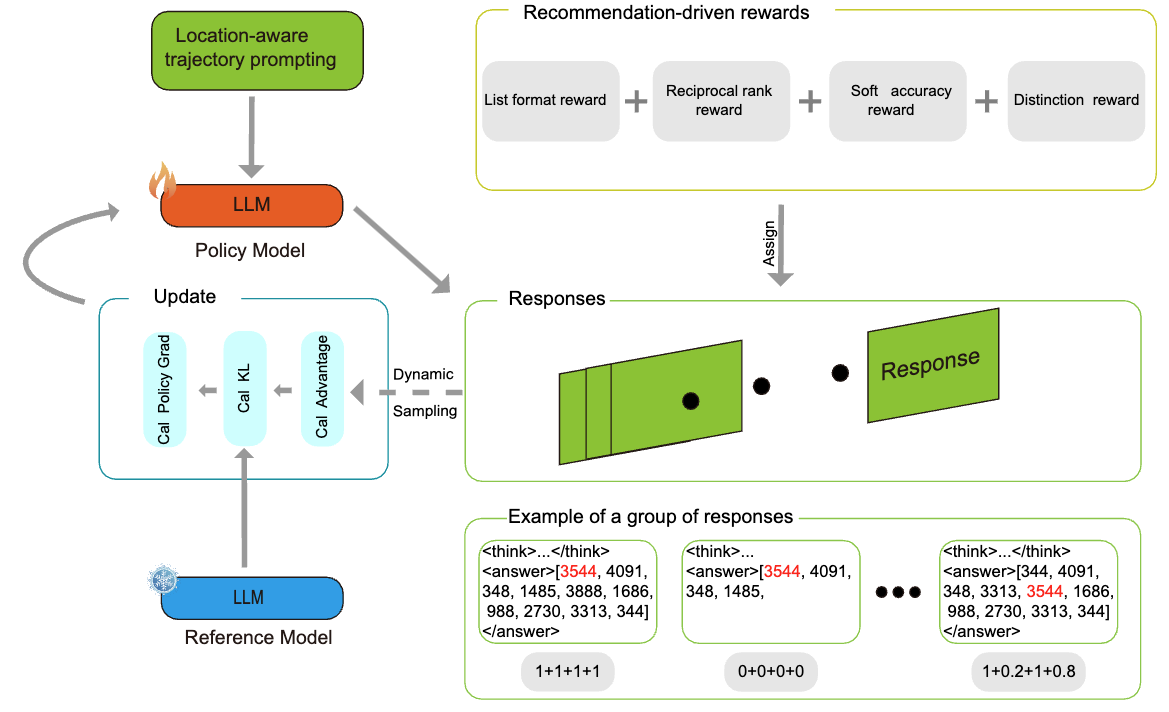 Location-aware
trajectory prompting
LLM
Policy Model
Update
Cal Policy Grad
Cal KL
Cal Advantage
Dynamic
Sampling
LLM
Reference Model
Recommendation-driven rewards
List format reward
+
Reciprocal rank
reward
+
Soft accuracy
reward
+
Distinction reward
Assign
Responses
Response
Example of a group of responses
<think>...</think>
<answer>[3544, 4091,
348, 1485, 3888, 1686,
988, 2730, 3313, 344]
</answer>
1+1+1+1
<think>...
<answer>[3544, 4091,
348, 1485,
0+0+0+0
<think>...</think>
<answer>[344, 4091,
348, 3313, 3544, 1686,
988, 2730, 3313, 344]
</answer>
1+0.2+1+0.8